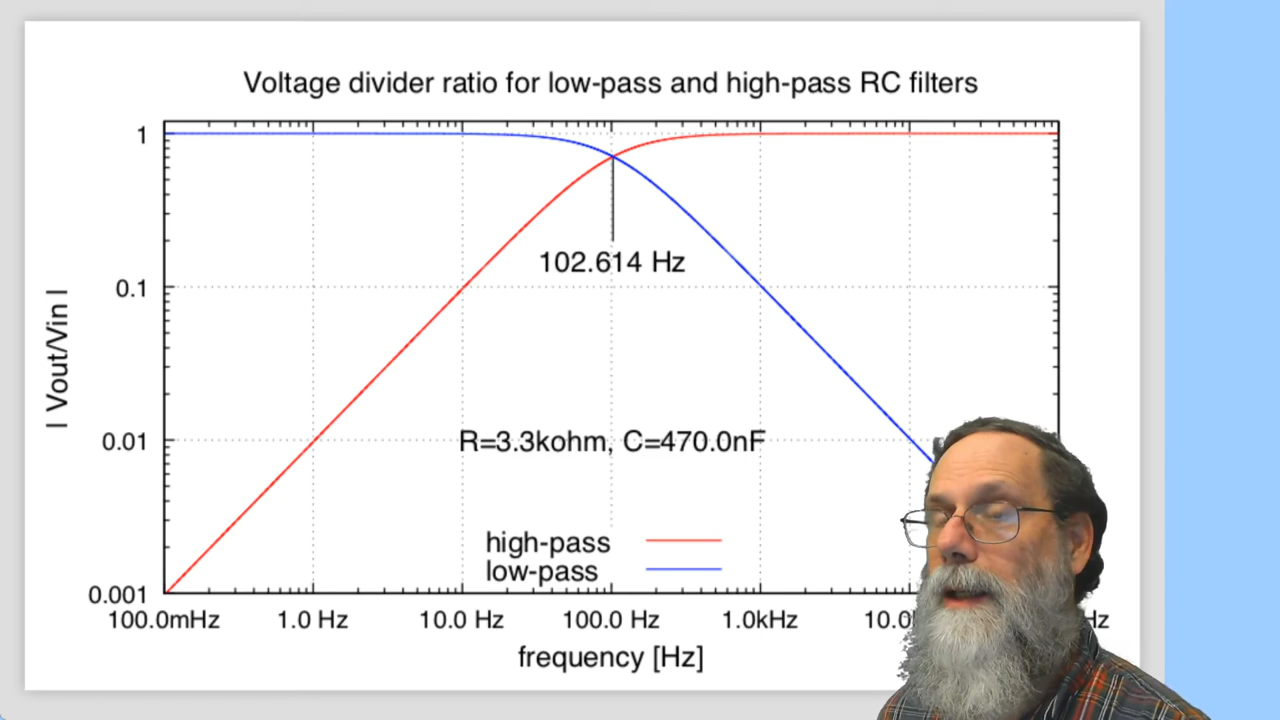 Voltage divider ratio for low-pass and high-pass RC filters
1
0.1
0.01
0.001
| Vout/Vin |
102.614 Hz
R=3.3kohm, C=470.0nF
high-pass
low-pass
100.0mHz 1.0 Hz 10.0 Hz 100.0 Hz 1.0kHz
frequency [Hz]